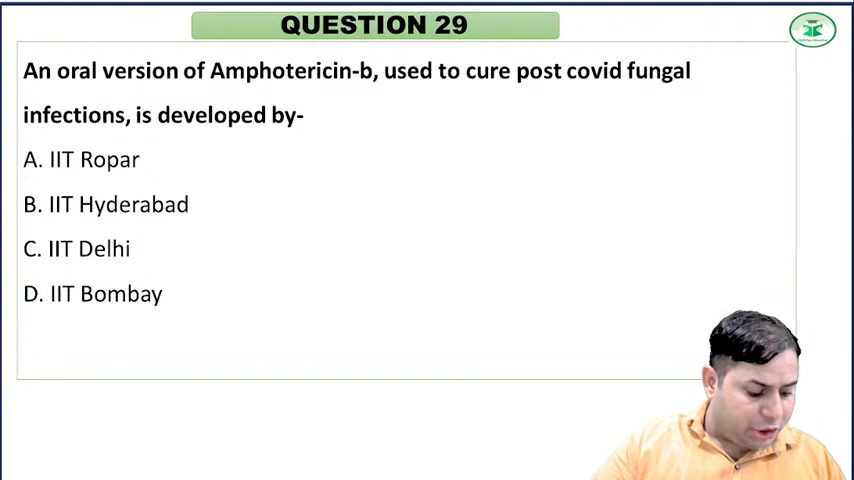 QUESTION 29
An oral version of Amphotericin-b, used to cure post covid fungal
infections, is developed by-
A. IIT Ropar
B. IIT Hyderabad
C. IIT Delhi
D. IIT Bombay